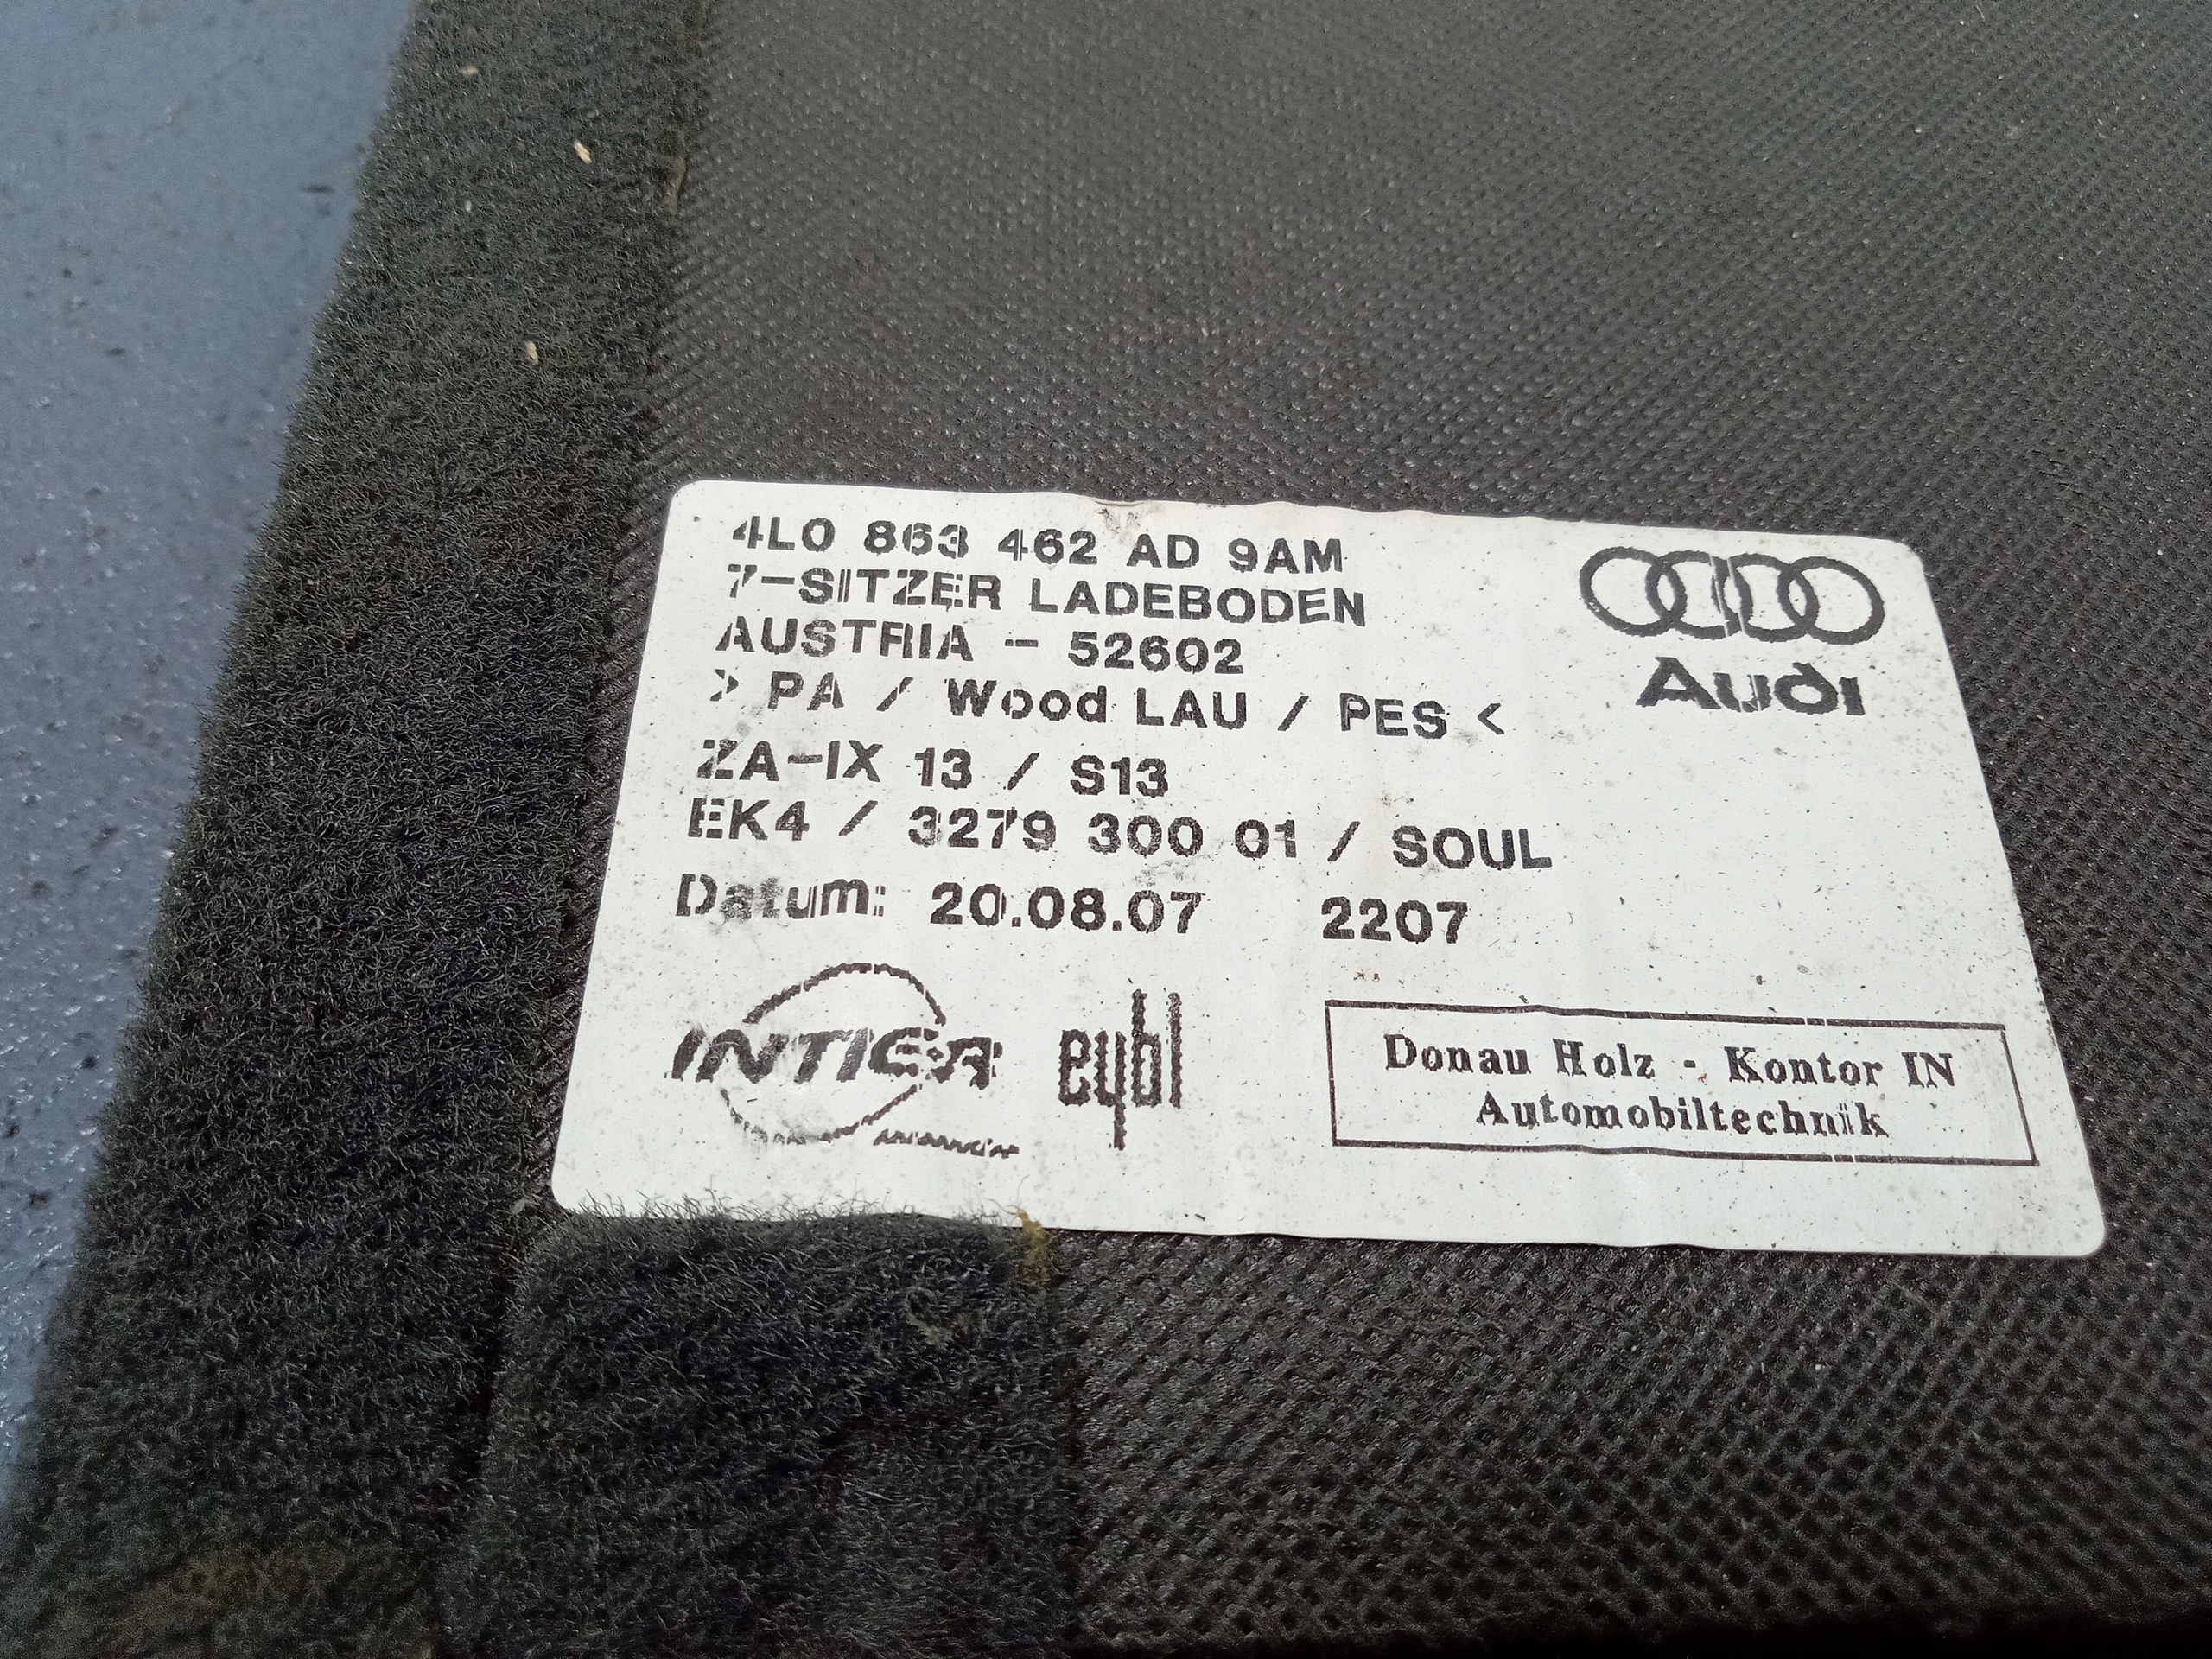 4L0 863 462 AD 9AM
7-SITZER LADEBODEN
AUSTRIA - 52602
> PA / Wood LAU / PES <
ZA-IX 13 / S13
EK4 / 3279 300 01 / SOUL
Datum: 20.08.07 2207
Audi
INTIER
eybl
Donau Holz - Kontor IN
Automobiltechnik